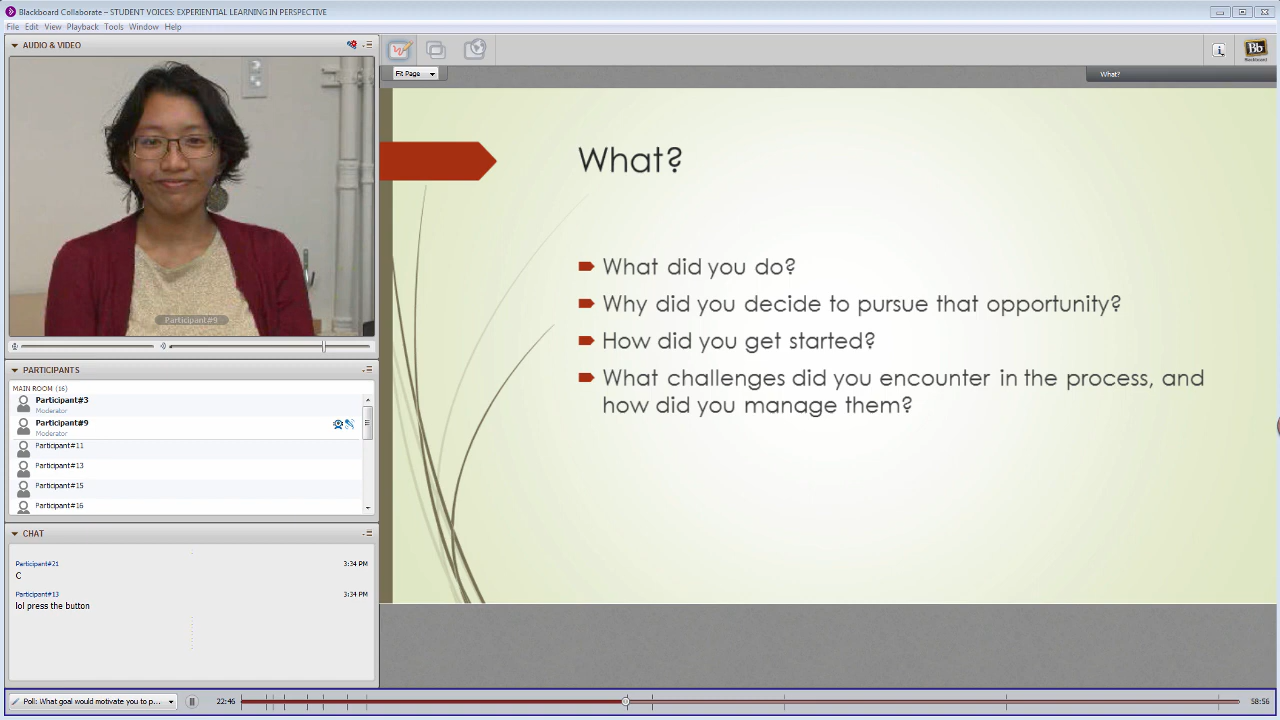 Blackboard Collaborate – STUDENT VOICES: EXPERIENTIAL LEARNING IN PERSPECTIVE
File Edit View Playback Tools Window Help
AUDIO & VIDEO
Participant#9
PARTICIPANTS
MAIN ROOM (16)
Participant#3
Moderator
Participant#9
Moderator
Participant#11
Participant#13
Participant#15
Participant#16
CHAT
Participant#21 3:34 PM
C
Participant#13 3:34 PM
lol press the button
Bb
Blackboard
Fit Page
What?
What?
What did you do?
Why did you decide to pursue that opportunity?
How did you get started?
What challenges did you encounter in the process, and
how did you manage them?
Poll: What goal would motivate you to p... 22:46 58:56